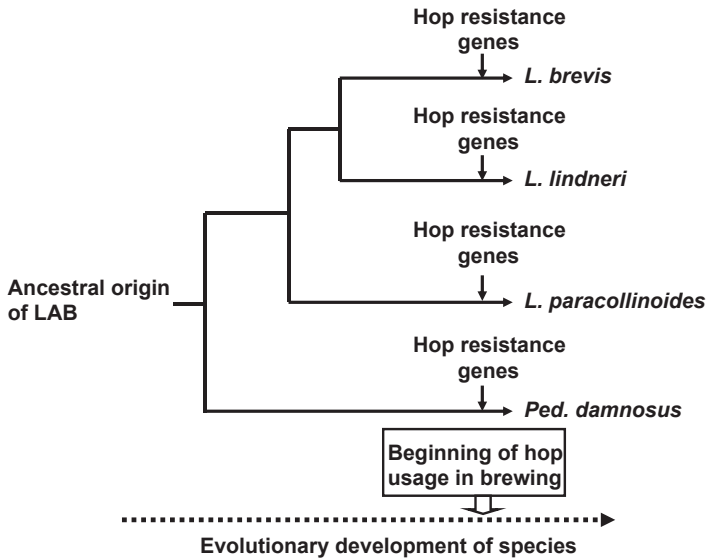 Hop resistance
genes
L. brevis
Hop resistance
genes
L. lindneri
Hop resistance
genes
Ancestral origin
of LAB
L. paracollinoides
Hop resistance
genes
Ped. damnosus
Beginning of hop
usage in brewing
Evolutionary development of species